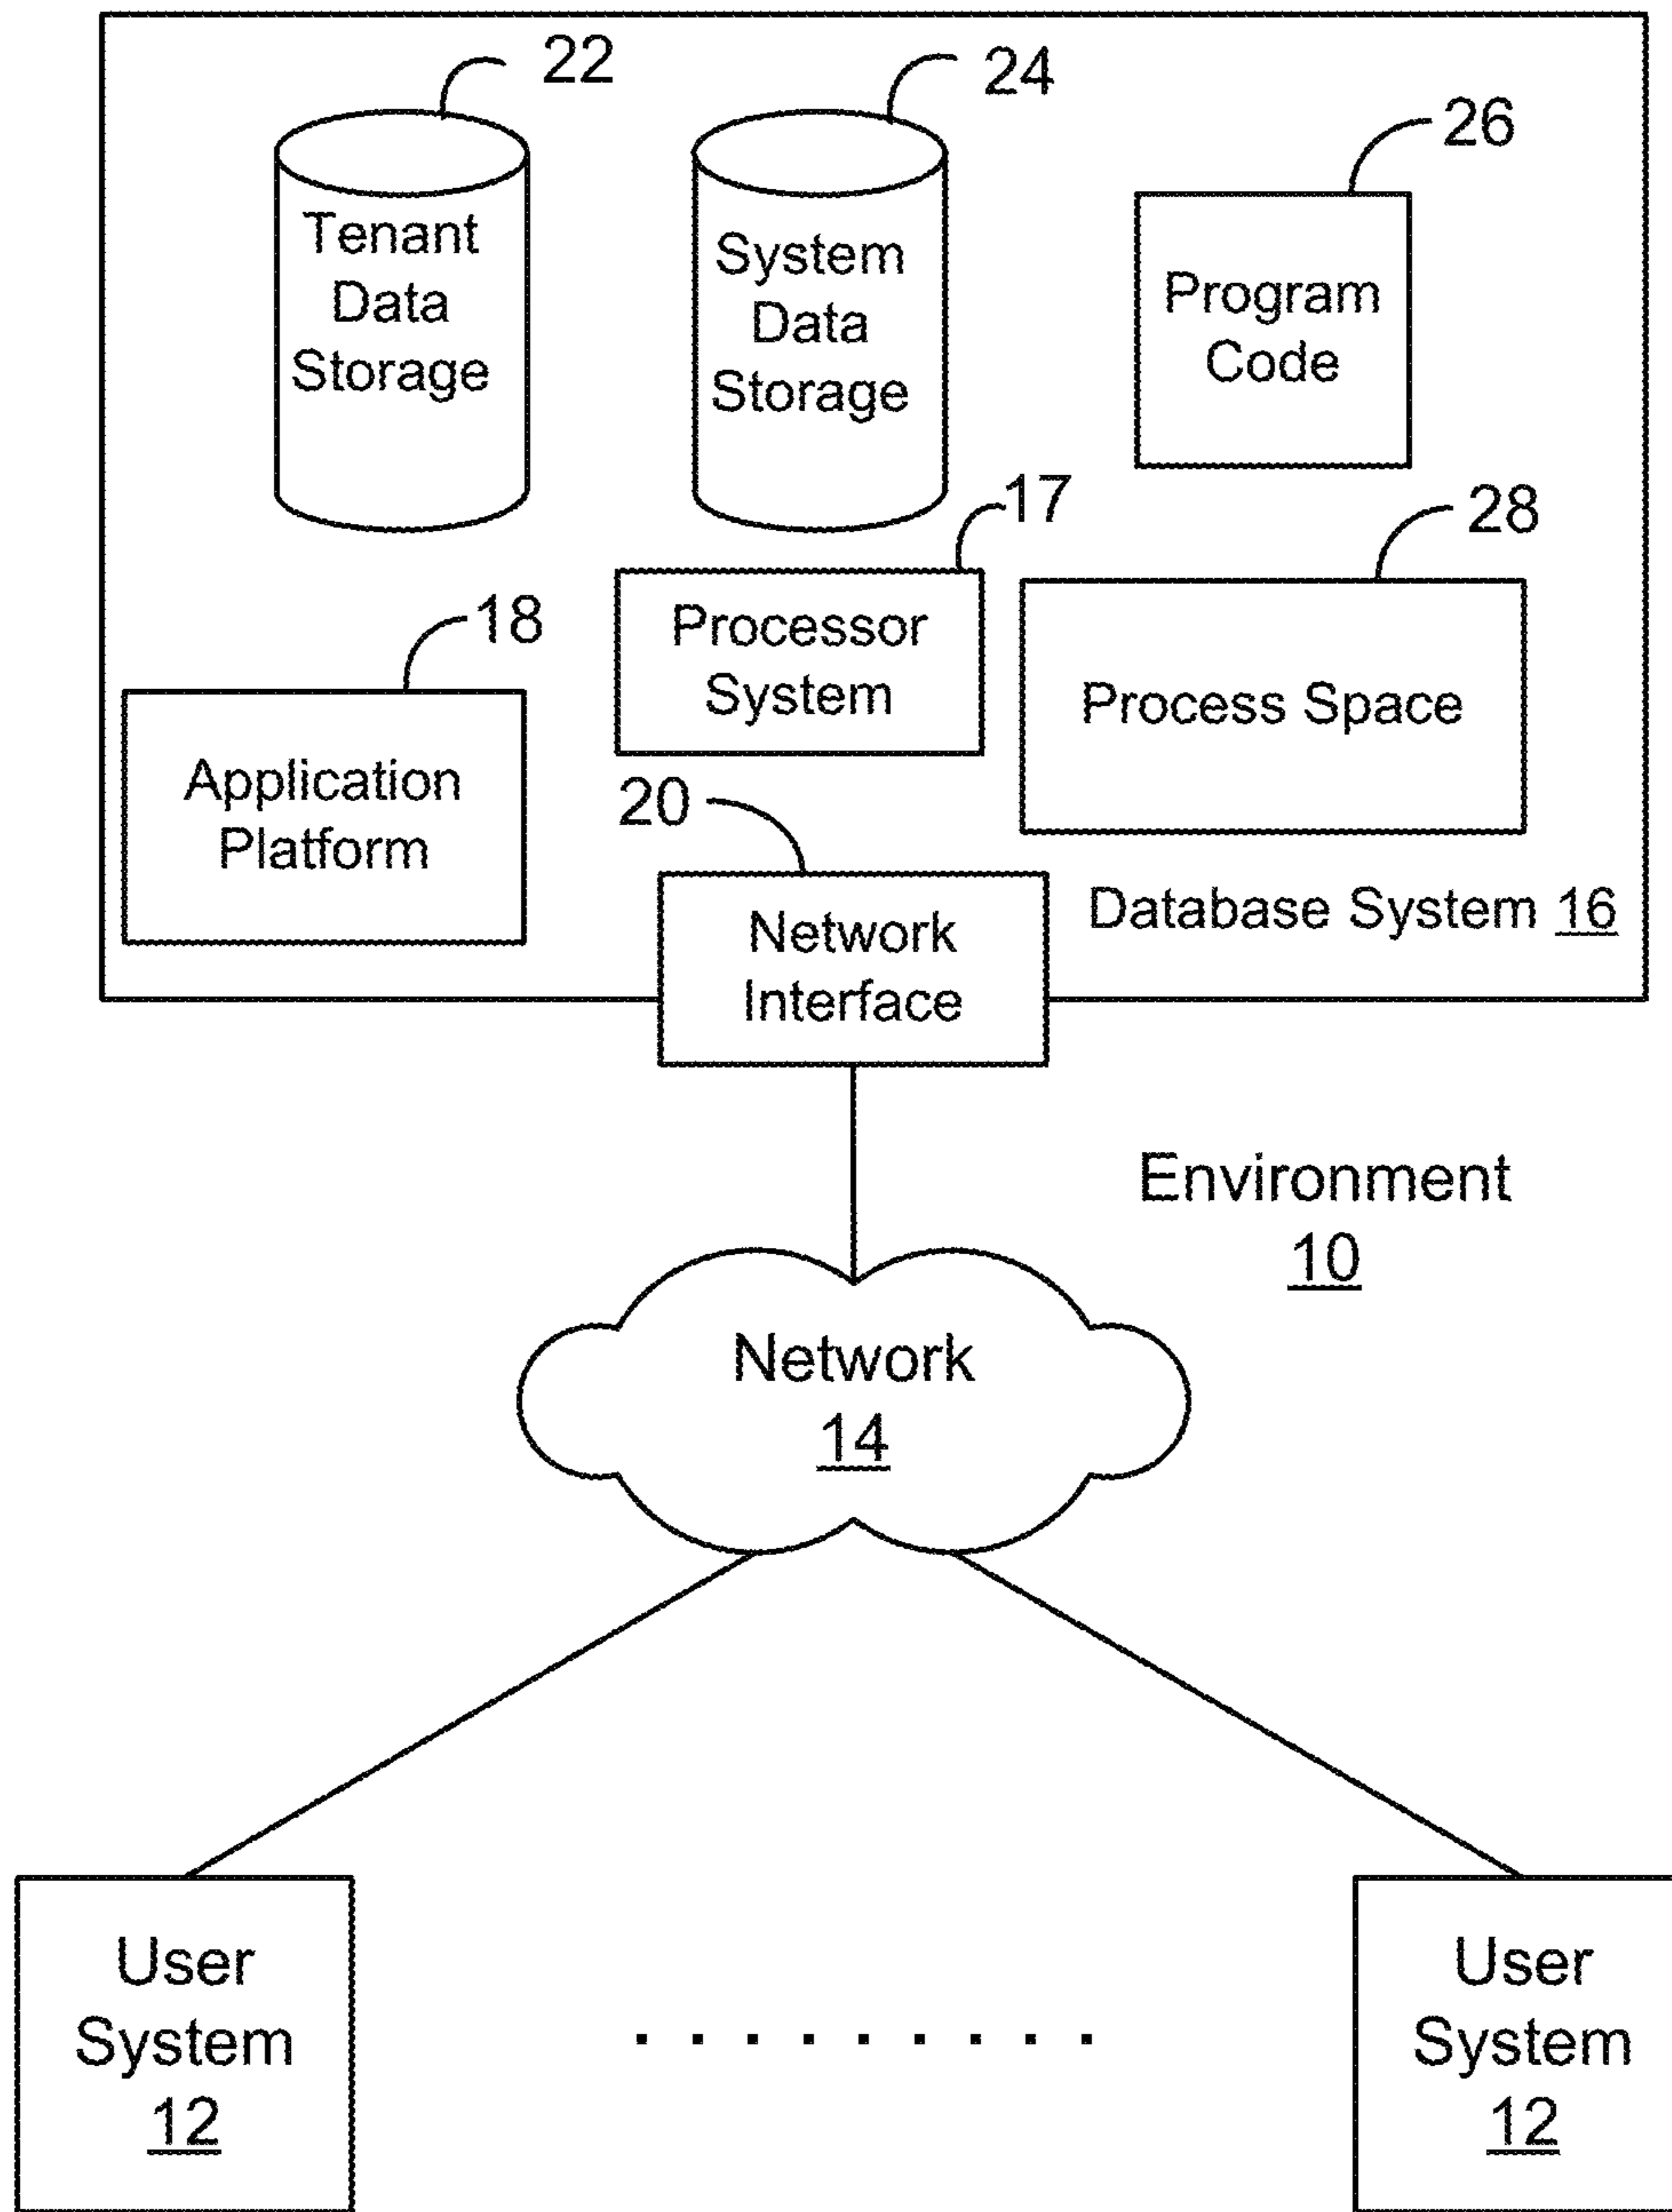 22
24
26
Tenant
Data
Storage
System
Data
Storage
Program
Code
17
28
18
Processor
System
Process Space
Application
Platform
20
Network
Interface
Database System 16
Environment
10
Network
14
User
System
12
. . . . . . . . .
User
System
12